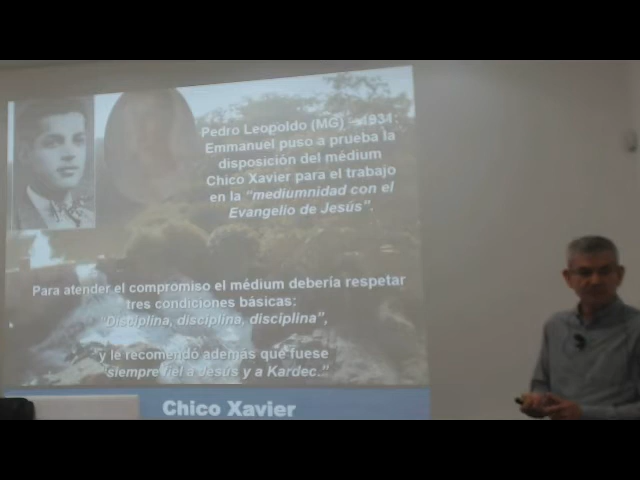 Pedro Leopoldo (MG) - 1931:
Emmanuel puso a prueba la
disposición del médium
Chico Xavier para el trabajo
en la "mediumnidad con el
Evangelio de Jesús".
Para atender el compromiso el médium debería respetar
tres condiciones básicas:
"Disciplina, disciplina, disciplina",
y le recomendó además que fuese
"siempre fiel a Jesús y a Kardec."
Chico Xavier